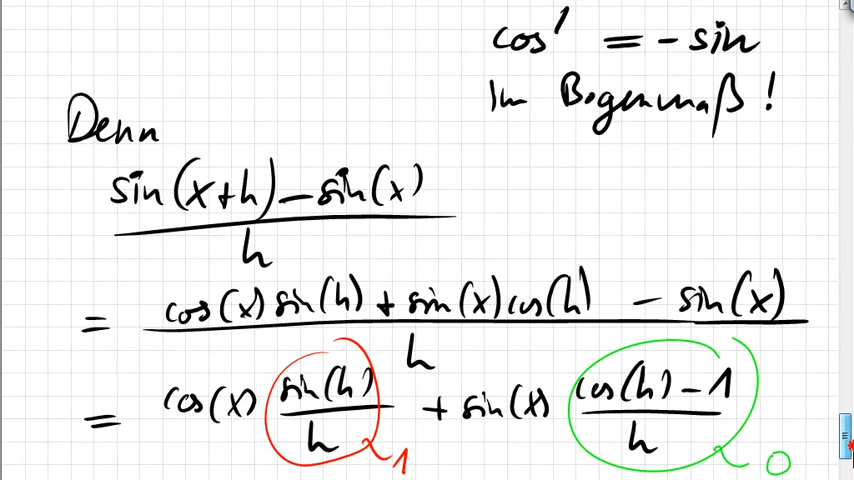 cos' = - sin
Im Bogenmaß !
Denn
sin(x+h) - sin(x)
h
= cos(x) sin(h) + sin(x) cos(h) - sin(x)
h
= cos(x) sin(h) + sin(x) cos(h) - 1
h h
1 0